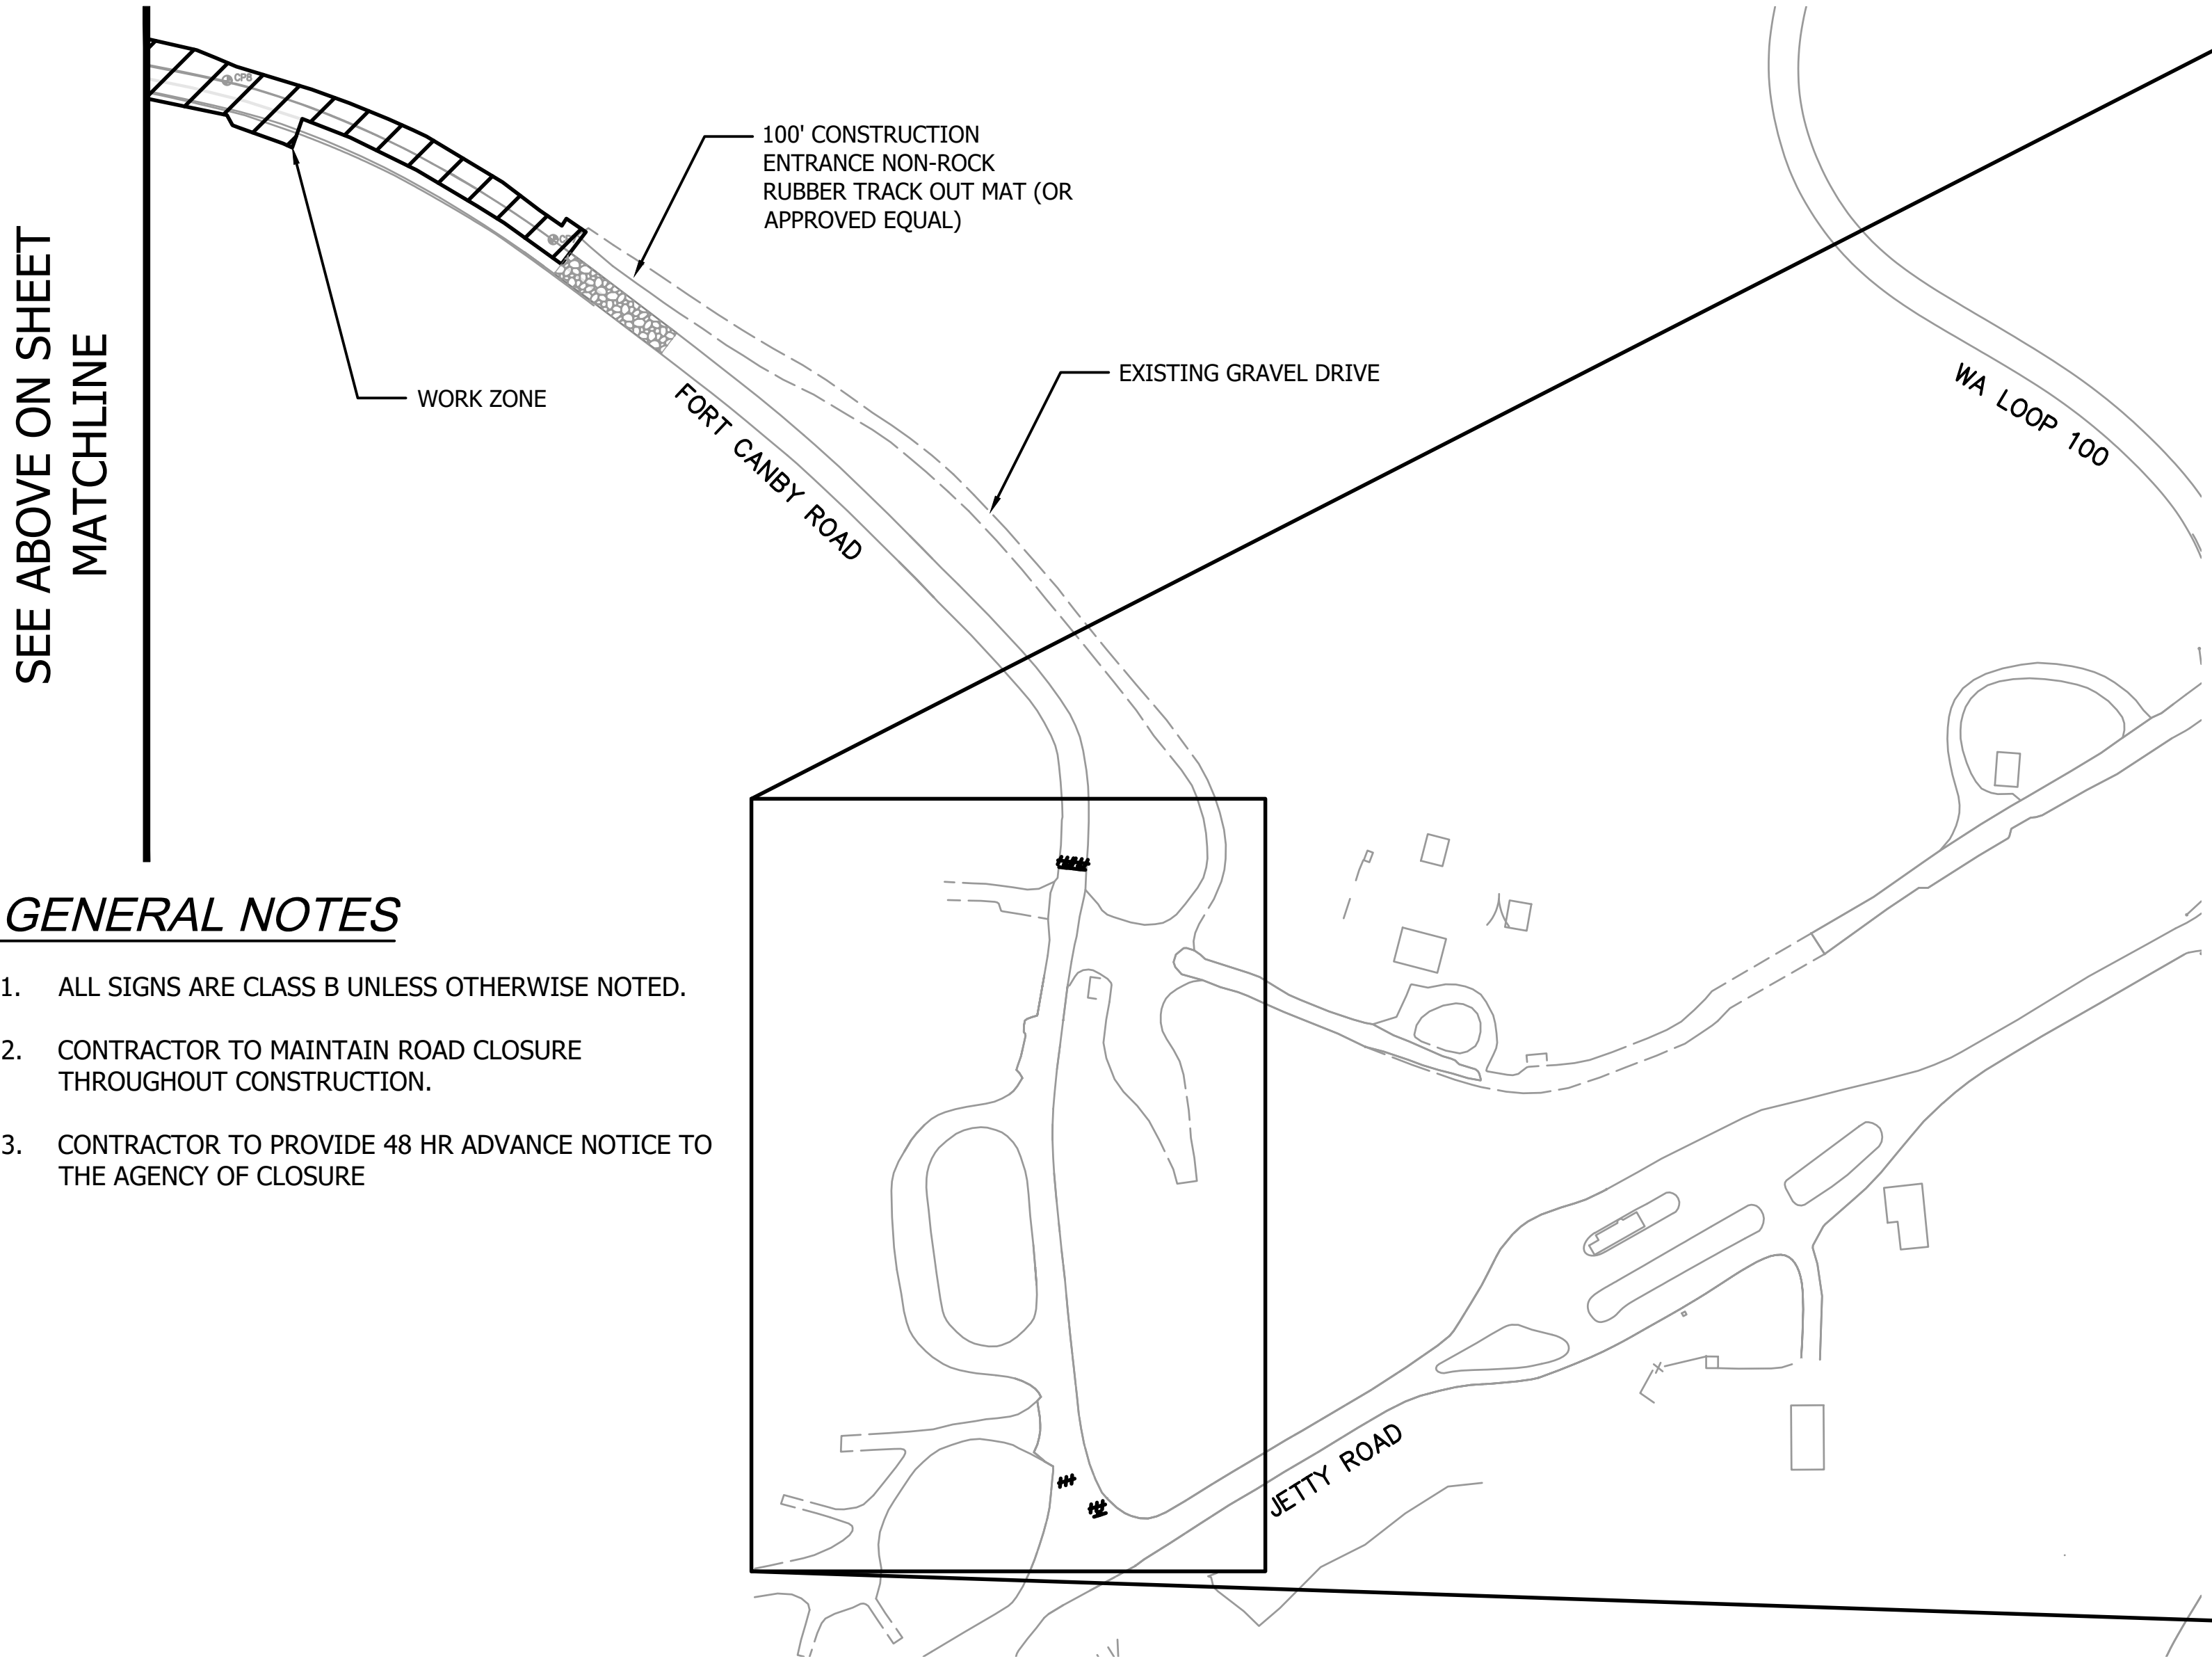 SEE ABOVE ON SHEET
MATCHLINE
CP8
100' CONSTRUCTION
ENTRANCE NON-ROCK
RUBBER TRACK OUT MAT (OR
APPROVED EQUAL)
WORK ZONE
EXISTING GRAVEL DRIVE
FORT CANBY ROAD
WA LOOP 100
GENERAL NOTES
1. ALL SIGNS ARE CLASS B UNLESS OTHERWISE NOTED.
2. CONTRACTOR TO MAINTAIN ROAD CLOSURE
THROUGHOUT CONSTRUCTION.
3. CONTRACTOR TO PROVIDE 48 HR ADVANCE NOTICE TO
THE AGENCY OF CLOSURE
JETTY ROAD